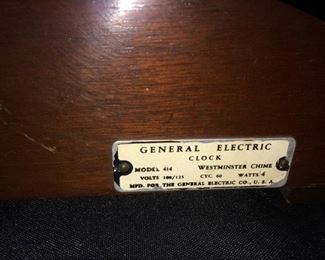 GENERAL ELECTRIC
CLOCK
MODEL 414 WESTMINSTER CHIME
VOLTS 100/125 CYC. 60 WATTS 4
MFD. FOR THE GENERAL ELECTRIC CO., U. S. A.